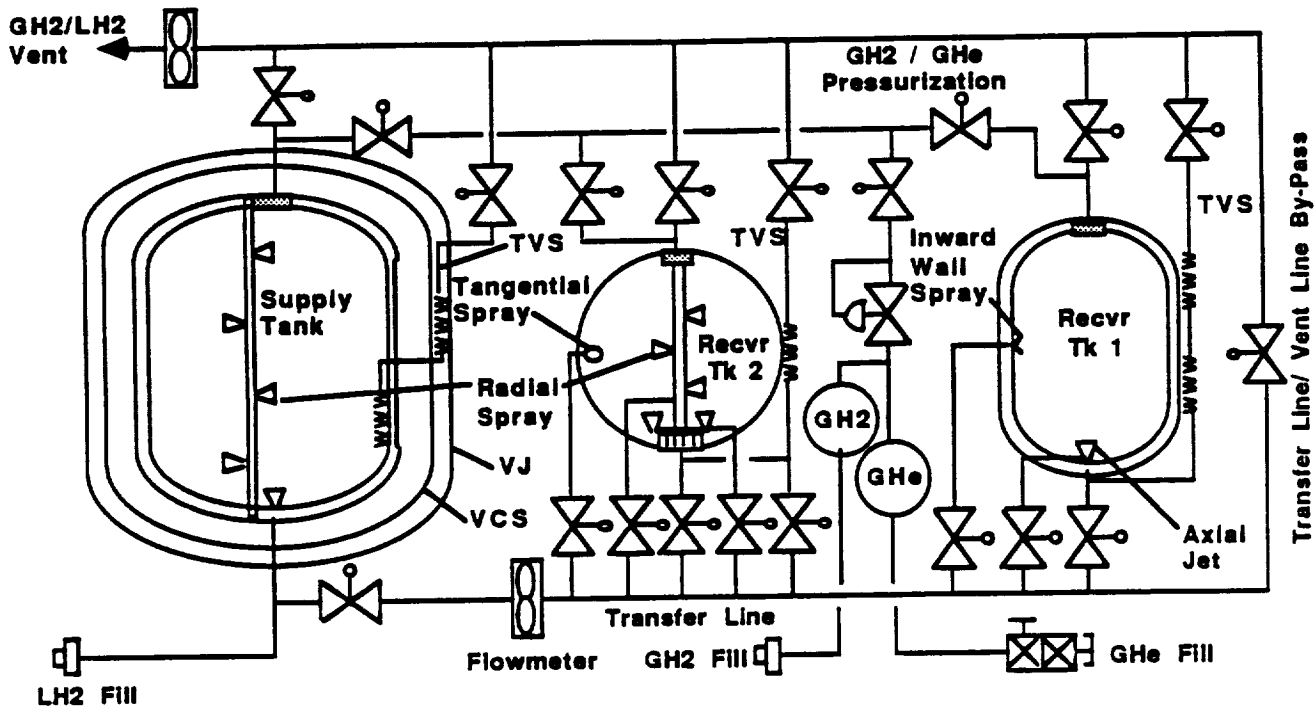 GH2/LH2
Vent
GH2 / GHe
Pressurization
TVS
TVS
TVS
Tangential
Spray
Inward
Wall
Spray
Supply
Tank
Recvr
Tk 2
Recvr
Tk 1
Radial
Spray
GH2
GHe
VJ
VCS
Axial
Jet
Transfer Line/ Vent Line By-Pass
Transfer Line
Flowmeter
GH2 Fill
GHe Fill
LH2 Fill